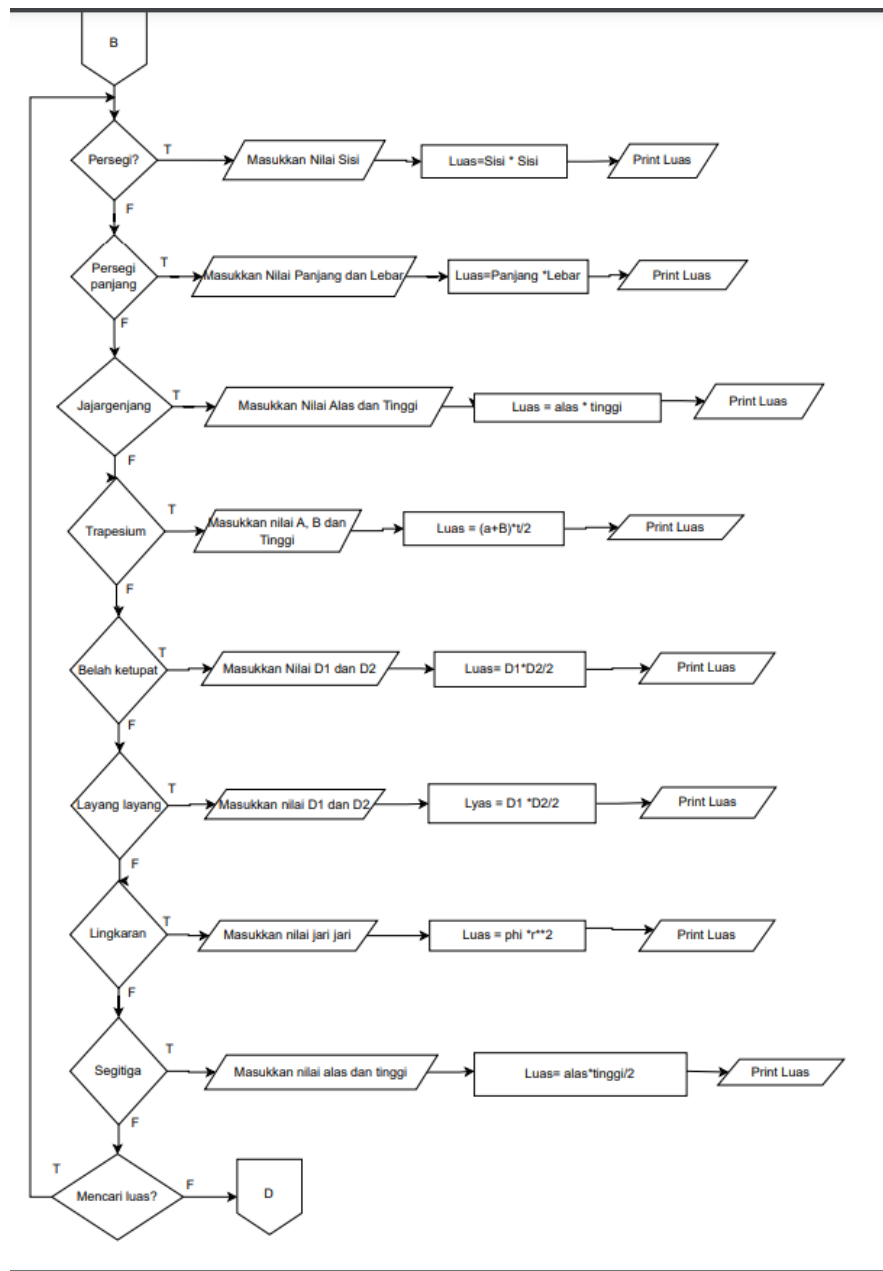 B
Persegi?
T
Masukkan Nilai Sisi
Luas=Sisi * Sisi
Print Luas
F
Persegi
panjang
T
Masukkan Nilai Panjang dan Lebar
Luas=Panjang *Lebar
Print Luas
F
Jajargenjang
T
Masukkan Nilai Alas dan Tinggi
Luas = alas * tinggi
Print Luas
F
Trapesium
T
Masukkan nilai A, B dan
Tinggi
Luas = (a+B)*t/2
Print Luas
F
Belah ketupat
T
Masukkan Nilai D1 dan D2
Luas= D1*D2/2
Print Luas
F
Layang layang
T
Masukkan nilai D1 dan D2
Lyas = D1 *D2/2
Print Luas
F
Lingkaran
T
Masukkan nilai jari jari
Luas = phi *r**2
Print Luas
F
Segitiga
T
Masukkan nilai alas dan tinggi
Luas= alas*tinggi/2
Print Luas
F
T
Mencari luas?
F
D